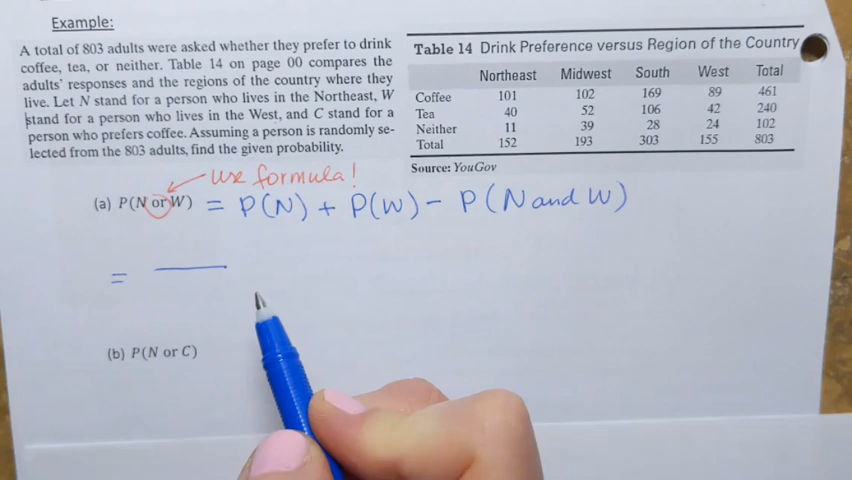 Example:
A total of 803 adults were asked whether they prefer to drink
coffee, tea, or neither. Table 14 on page 00 compares the
adults' responses and the regions of the country where they
live. Let N stand for a person who lives in the Northeast, W
stand for a person who lives in the West, and C stand for a
person who prefers coffee. Assuming a person is randomly se-
lected from the 803 adults, find the given probability.
Table 14 Drink Preference versus Region of the Country
Northeast Midwest South West Total
Coffee 101 102 169 89 461
Tea 40 52 106 42 240
Neither 11 39 28 24 102
Total 152 193 303 155 803
Source: YouGov
use formula!
(a) P(N or W) = P(N) + P(W) - P(N and W)
=
(b) P(N or C)